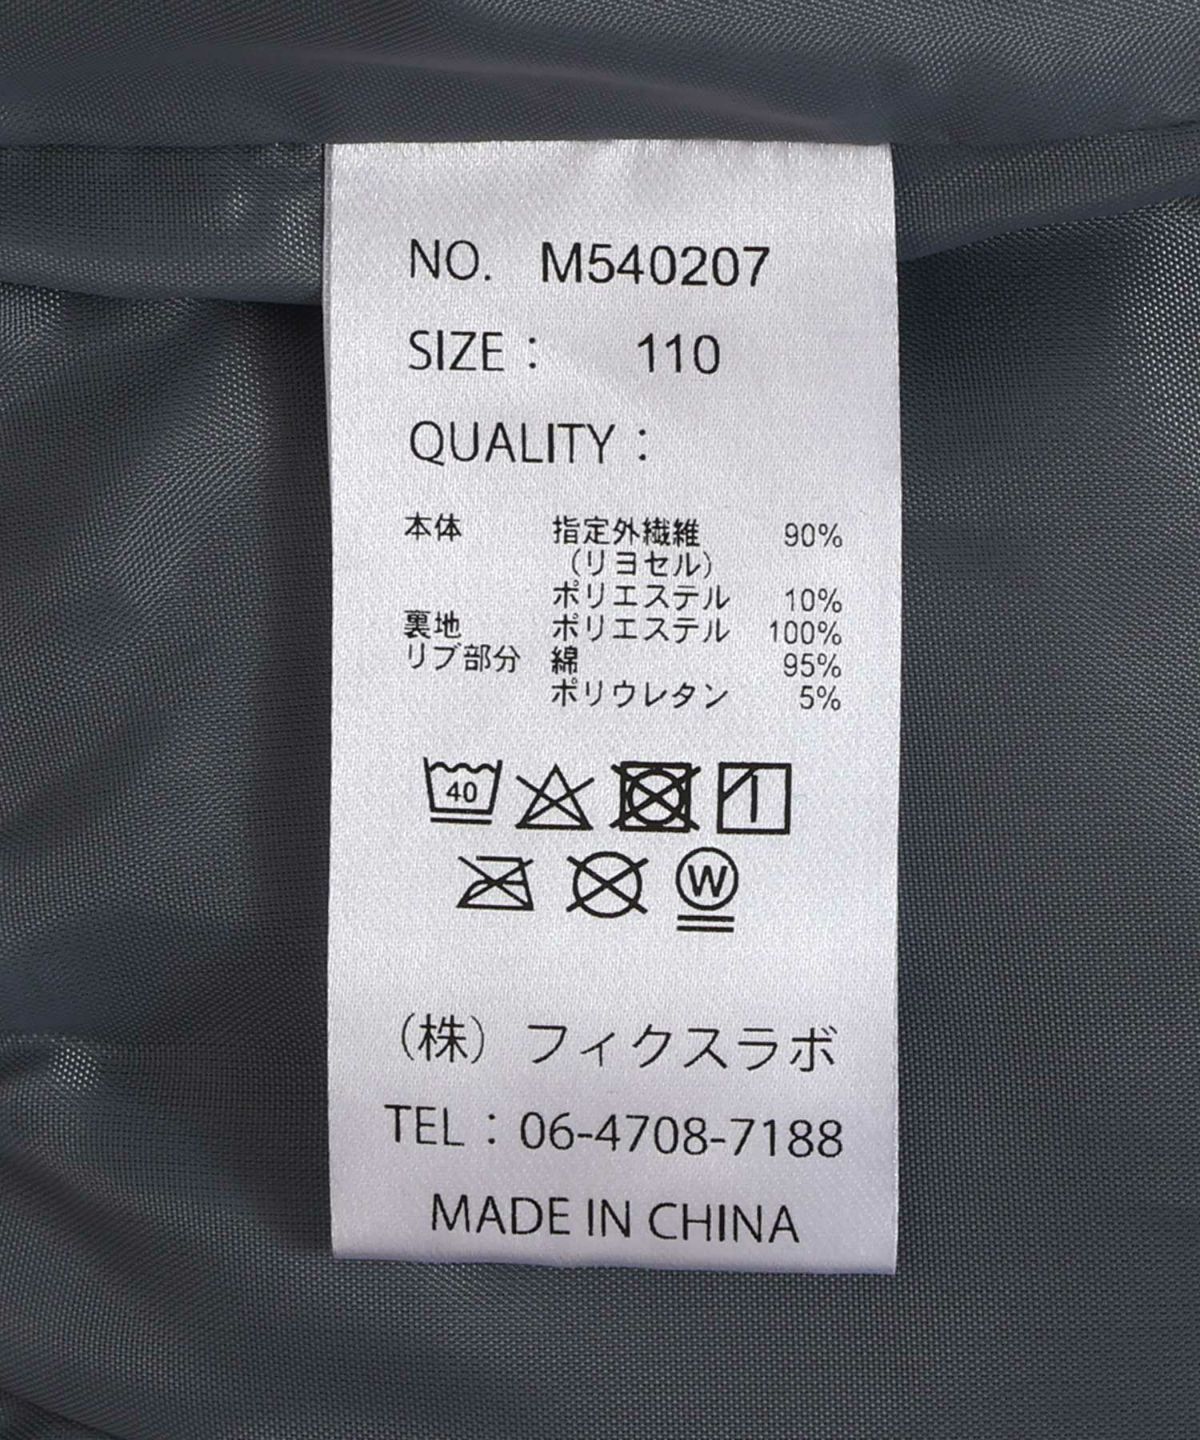 NO. M540207
SIZE： 110
QUALITY：
本体 指定外繊維 90%
（リヨセル）
ポリエステル 10%
裏地 ポリエステル 100%
リブ部分 綿 95%
ポリウレタン 5%
40
W
（株）フィクスラボ
TEL：06-4708-7188
MADE IN CHINA